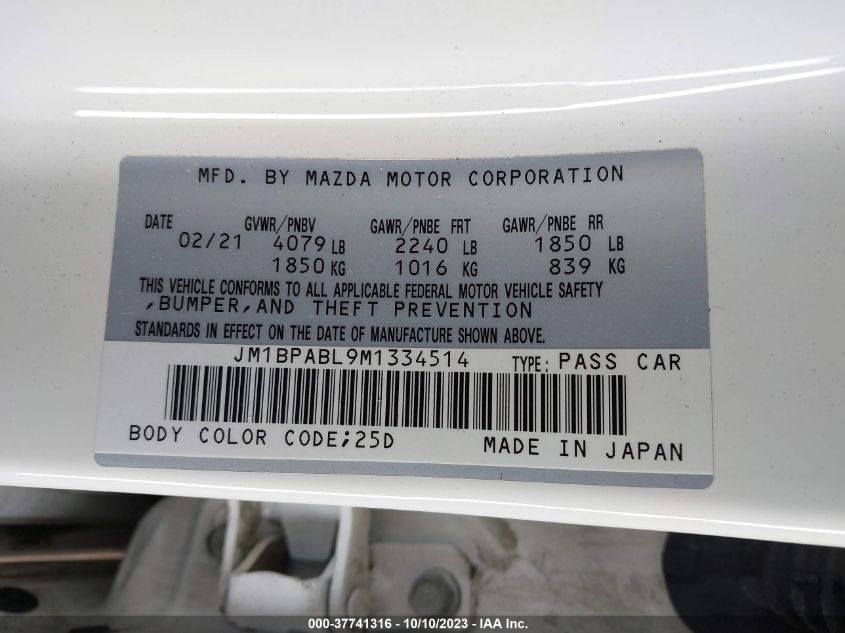 MFD. BY MAZDA MOTOR CORPORATION
DATE GVWR/PNBV GAWR/PNBE FRT GAWR/PNBE RR
02/21 4079 LB 2240 LB 1850 LB
1850 KG 1016 KG 839 KG
THIS VEHICLE CONFORMS TO ALL APPLICABLE FEDERAL MOTOR VEHICLE SAFETY
,BUMPER,AND THEFT PREVENTION
STANDARDS IN EFFECT ON THE DATE OF MANUFACTURE SHOWN ABOVE.
JM1BPABL9M1334514 TYPE: PASS CAR
BODY COLOR CODE;25D MADE IN JAPAN
000-37741316 - 10/10/2023 - IAA Inc.